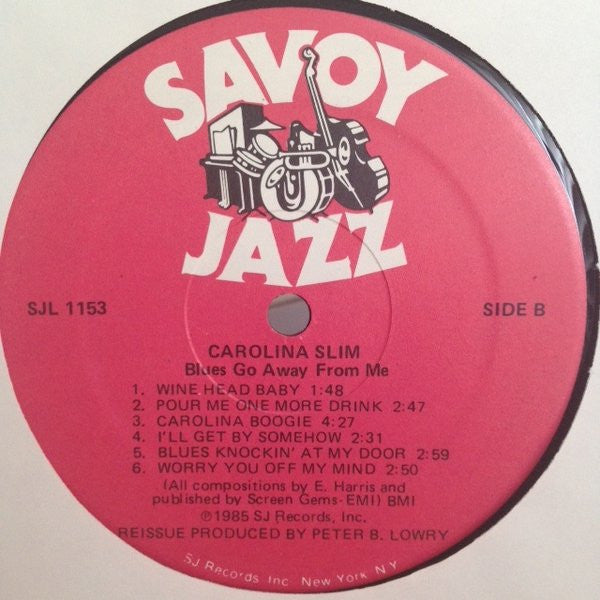 SAVOY
JAZZ
SJL 1153
SIDE B
CAROLINA SLIM
Blues Go Away From Me
1. WINE HEAD BABY 1:48
2. POUR ME ONE MORE DRINK 2:47
3. CAROLINA BOOGIE 4:27
4. I'LL GET BY SOMEHOW 2:31
5. BLUES KNOCKIN' AT MY DOOR 2:59
6. WORRY YOU OFF MY MIND 2:50
(All compositions by E. Harris and
published by Screen Gems-EMI) BMI
℗1985 SJ Records, Inc.
REISSUE PRODUCED BY PETER B. LOWRY
SJ Records Inc New York N Y